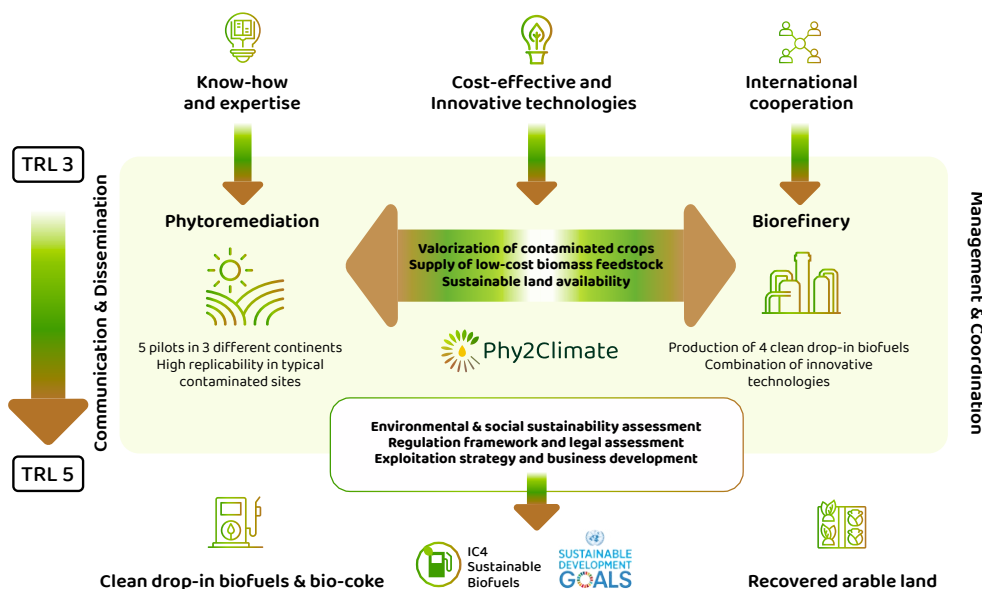 Know-how
and expertise
Cost-effective and
Innovative technologies
International
cooperation
TRL 3
TRL 5
Communication & Dissemination
Management & Coordination
Phytoremediation
5 pilots in 3 different continents
High replicability in typical
contaminated sites
Valorization of contaminated crops
Supply of low-cost biomass feedstock
Sustainable land availability
Phy2Climate
Biorefinery
Production of 4 clean drop-in biofuels
Combination of innovative
technologies
Environmental & social sustainability assessment
Regulation framework and legal assessment
Exploitation strategy and business development
Clean drop-in biofuels & bio-coke
IC4
Sustainable
Biofuels
SUSTAINABLE
DEVELOPMENT
GOALS
Recovered arable land